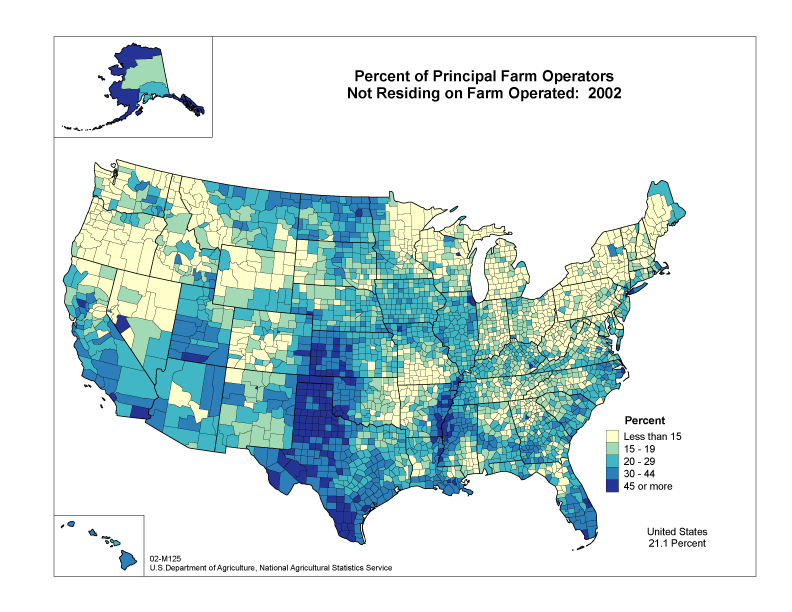 Percent of Principal Farm Operators
Not Residing on Farm Operated: 2002
Percent
Less than 15
15 - 19
20 - 29
30 - 44
45 or more
United States
21.1 Percent
02-M125
U.S.Department of Agriculture, National Agricultural Statistics Service